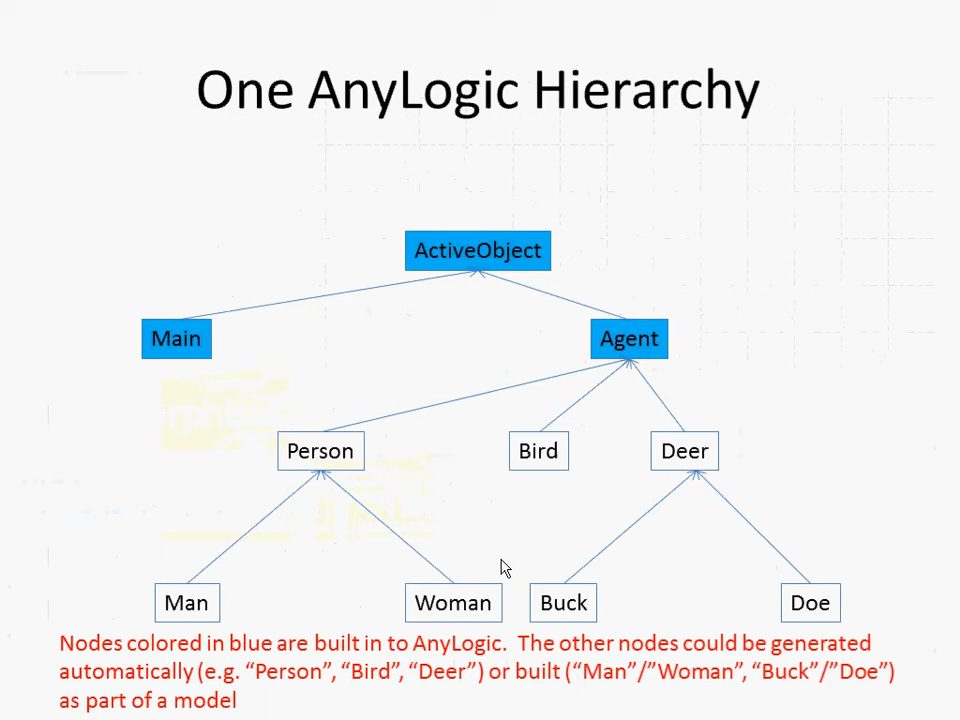 One AnyLogic Hierarchy
ActiveObject
Main
Agent
Person
Bird
Deer
Man
Woman
Buck
Doe
Nodes colored in blue are built in to AnyLogic.  The other nodes could be generated
automatically (e.g. “Person”, “Bird”, “Deer”) or built (“Man”/”Woman”, “Buck”/”Doe”)
as part of a model